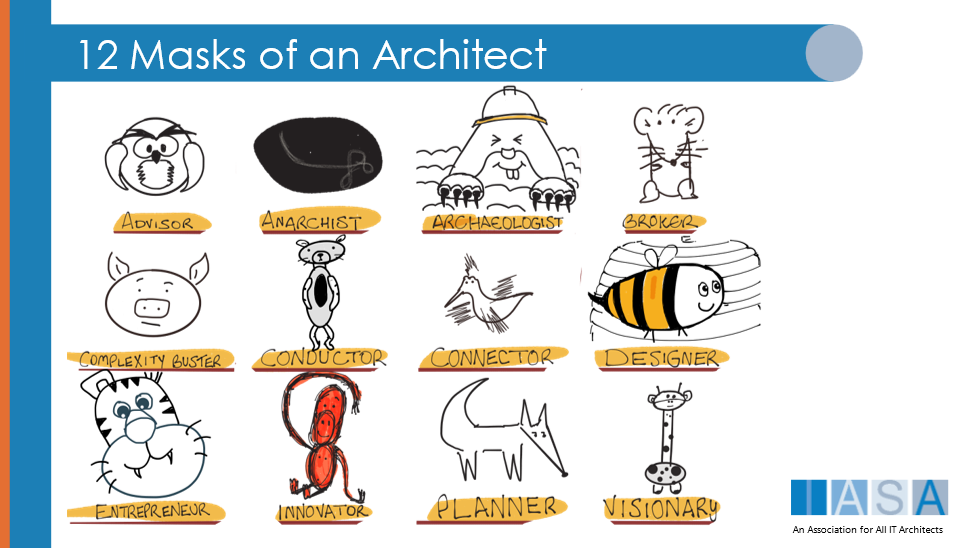 12 Masks of an Architect
ADVISOR
ANARCHIST
ARCHAEOLOGIST
BROKER
COMPLEXITY BUSTER
CONDUCTOR
CONNECTOR
DESIGNER
ENTREPRENEUR
INNOVATOR
PLANNER
VISIONARY
IASA
An Association for All IT Architects